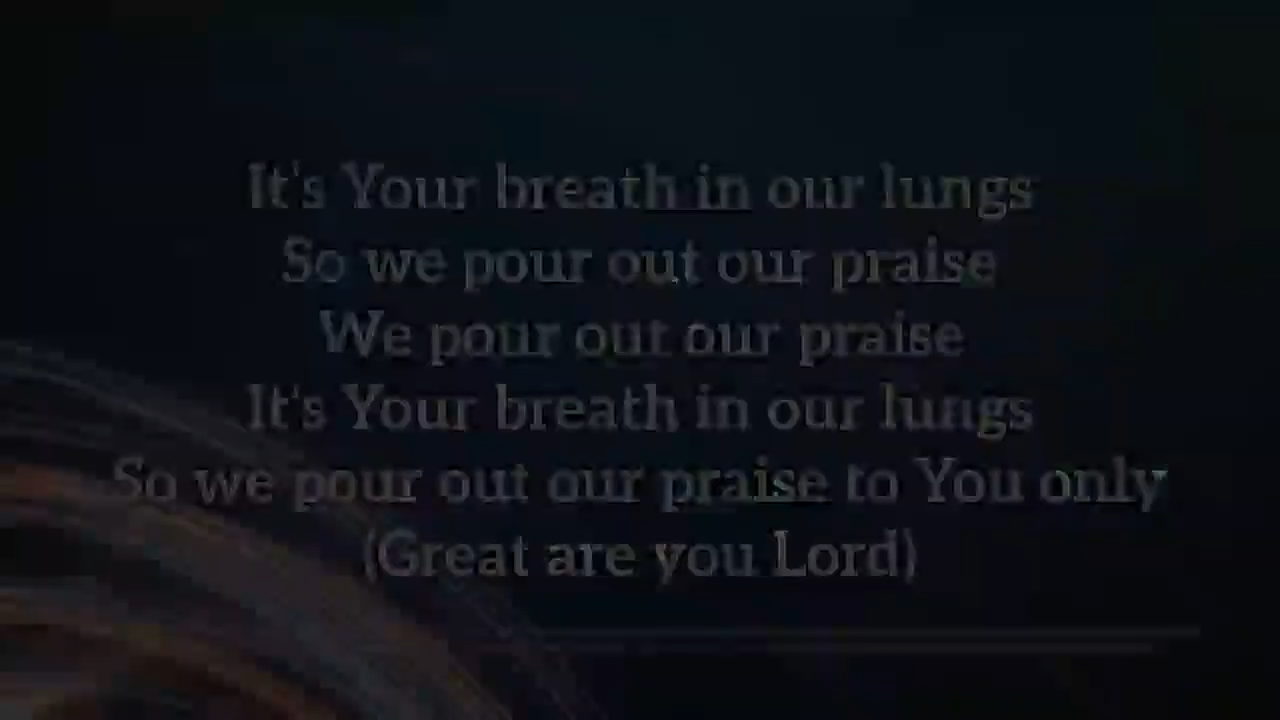 It's Your breath in our lungs
So we pour out our praise
We pour out our praise
It's Your breath in our lungs
So we pour out our praise to You only
(Great are you Lord)